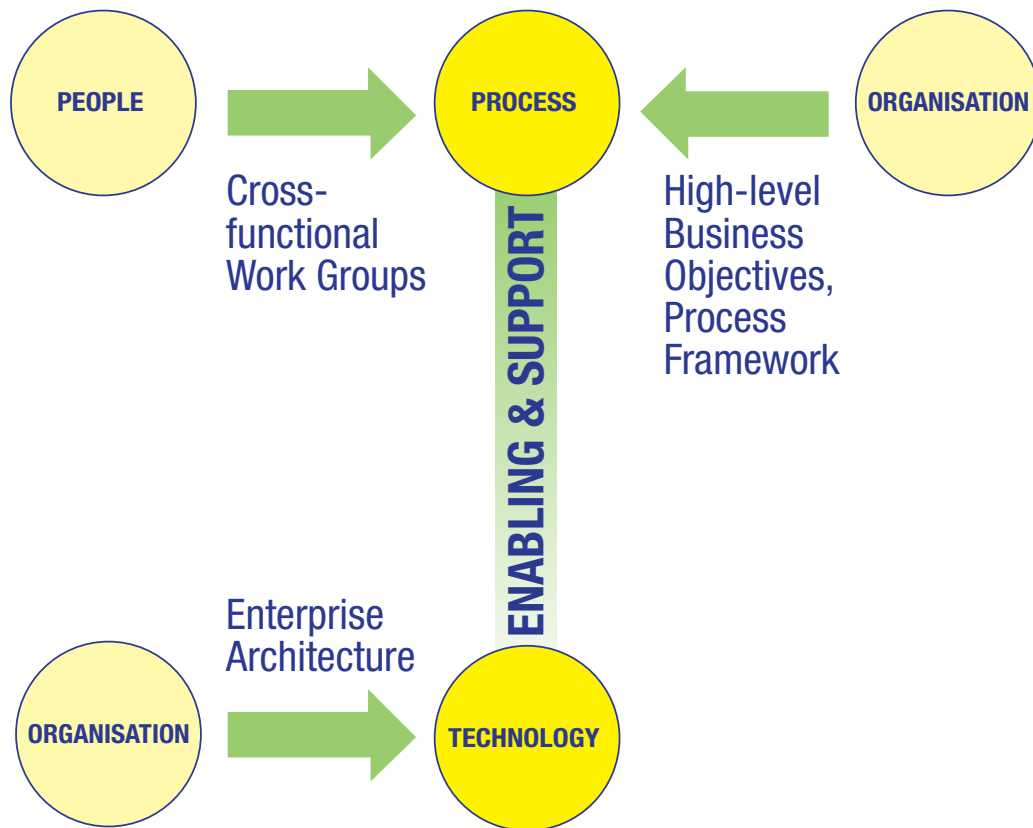 PEOPLE
PROCESS
ORGANISATION
Cross-
functional
Work Groups
High-level
Business
Objectives,
Process
Framework
ENABLING & SUPPORT
Enterprise
Architecture
ORGANISATION
TECHNOLOGY